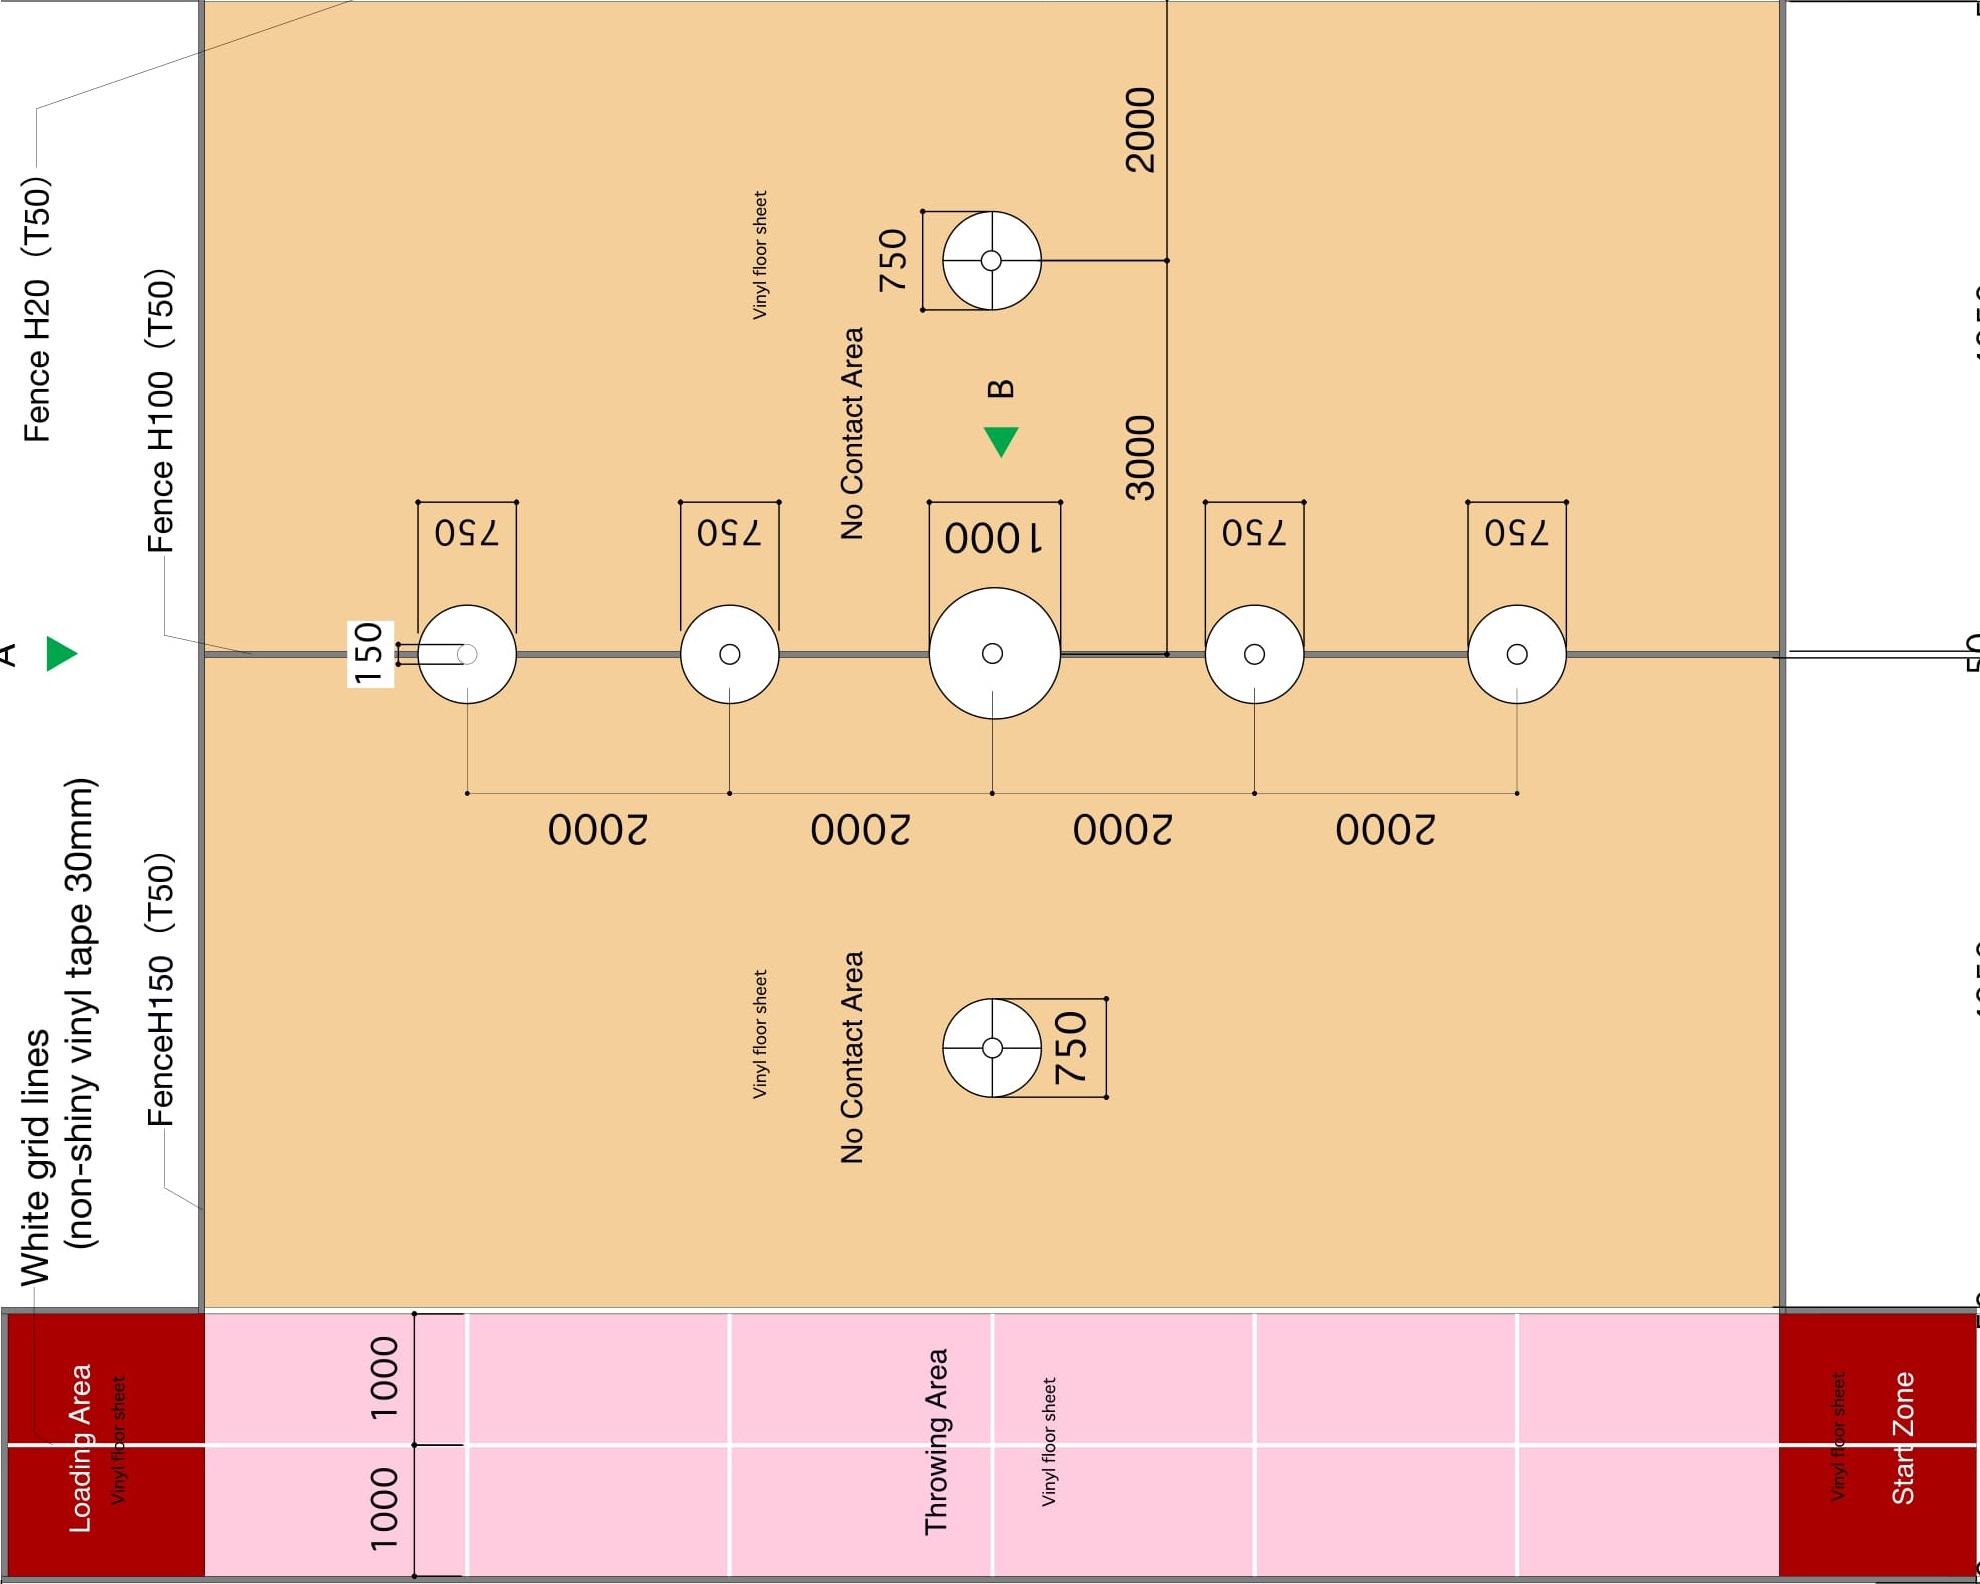 Fence H20 (T50)
Fence H100 (T50)
A
White grid lines
(non-shiny vinyl tape 30mm)
FenceH150 (T50)
2000
Vinyl floor sheet
750
No Contact Area
B
3000
750
750
1000
750
750
150
2000
2000
2000
2000
Vinyl floor sheet
No Contact Area
750
50
Loading Area
Vinyl floor sheet
1000
1000
Throwing Area
Vinyl floor sheet
Vinyl floor sheet
Start Zone